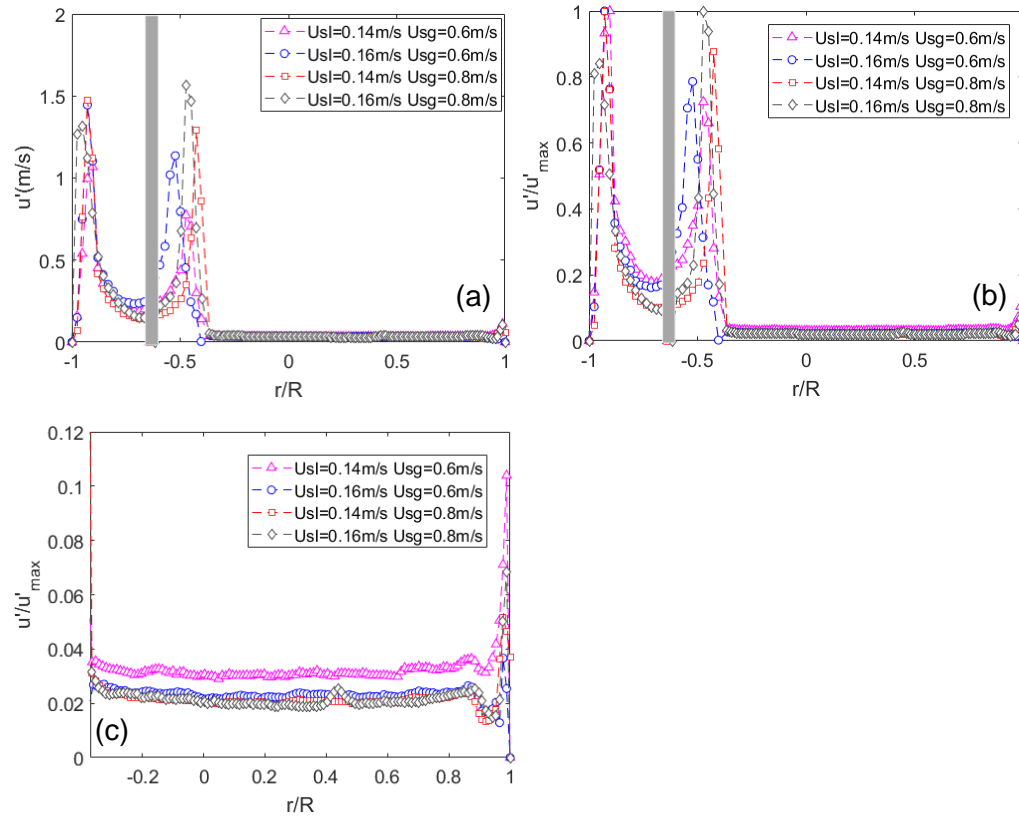 u'(m/s)
2
1.5
1
0.5
0
-1
-0.5
0
0.5
1
r/R
Usl=0.14m/s Usg=0.6m/s
Usl=0.16m/s Usg=0.6m/s
Usl=0.14m/s Usg=0.8m/s
Usl=0.16m/s Usg=0.8m/s
(a)
u'/u'max
1
0.8
0.6
0.4
0.2
0
-1
-0.5
0
0.5
1
r/R
Usl=0.14m/s Usg=0.6m/s
Usl=0.16m/s Usg=0.6m/s
Usl=0.14m/s Usg=0.8m/s
Usl=0.16m/s Usg=0.8m/s
(b)
u'/u'max
0.12
0.1
0.08
0.06
0.04
0.02
0
-0.2
0
0.2
0.4
0.6
0.8
1
r/R
Usl=0.14m/s Usg=0.6m/s
Usl=0.16m/s Usg=0.6m/s
Usl=0.14m/s Usg=0.8m/s
Usl=0.16m/s Usg=0.8m/s
(c)